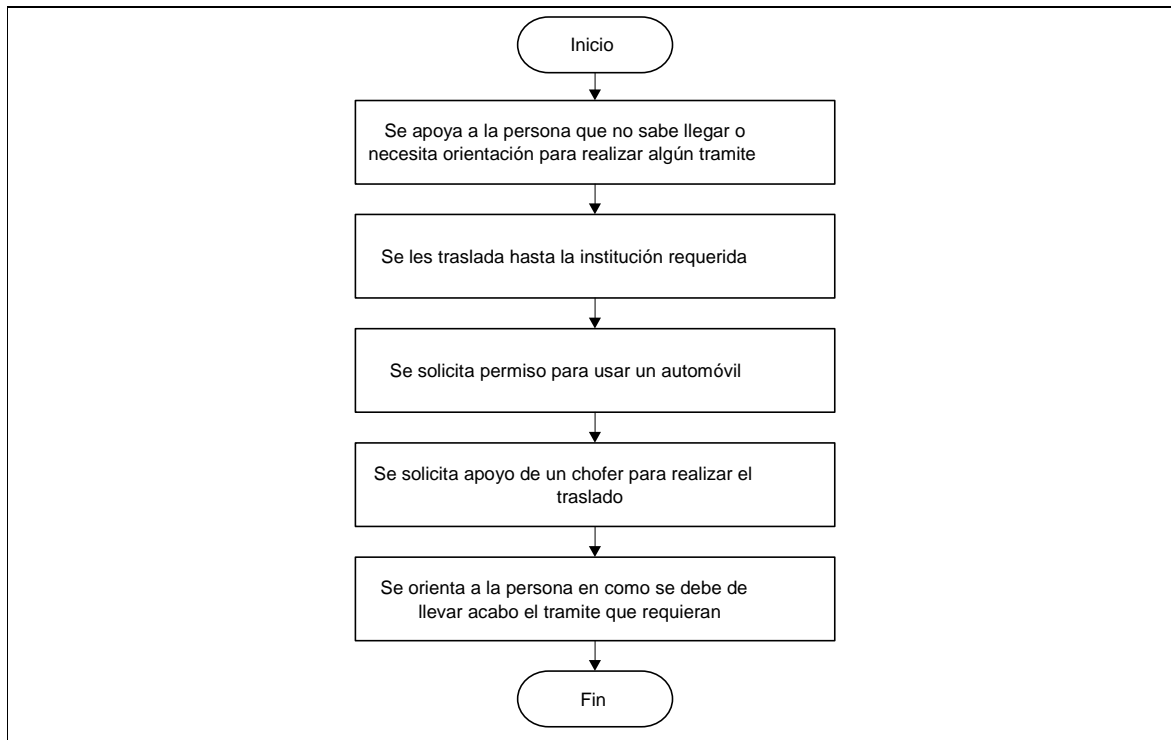 Inicio
Se apoya a la persona que no sabe llegar o
necesita orientación para realizar algún tramite
Se les traslada hasta la institución requerida
Se solicita permiso para usar un automóvil
Se solicita apoyo de un chofer para realizar el
traslado
Se orienta a la persona en como se debe de
llevar acabo el tramite que requieran
Fin